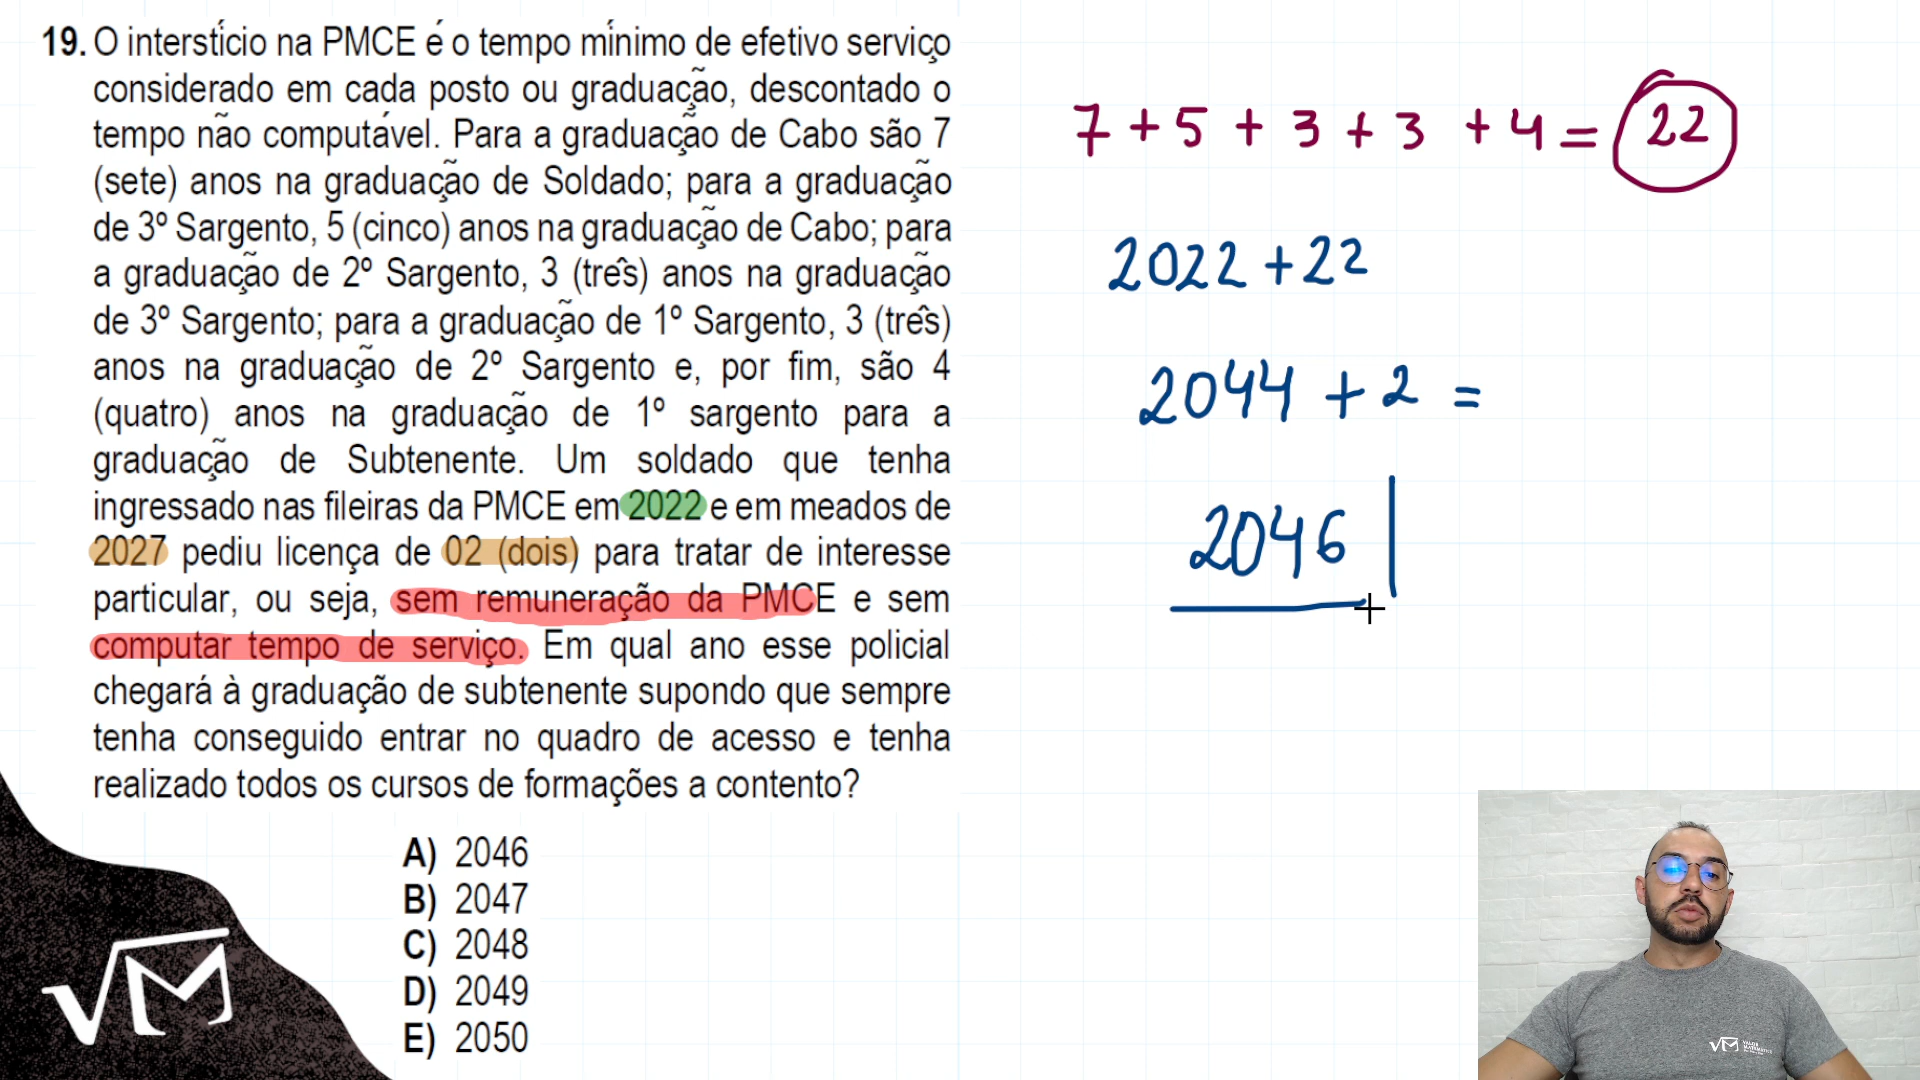 19. O interstício na PMCE é o tempo mínimo de efetivo serviço
considerado em cada posto ou graduação, descontado o
tempo não computável. Para a graduação de Cabo são 7
(sete) anos na graduação de Soldado; para a graduação
de 3º Sargento, 5 (cinco) anos na graduação de Cabo; para
a graduação de 2º Sargento, 3 (três) anos na graduação
de 3º Sargento; para a graduação de 1º Sargento, 3 (três)
anos na graduação de 2º Sargento e, por fim, são 4
(quatro) anos na graduação de 1º sargento para a
graduação de Subtenente. Um soldado que tenha
ingressado nas fileiras da PMCE em 2022 e em meados de
2027 pediu licença de 02 (dois) para tratar de interesse
particular, ou seja, sem remuneração da PMCE e sem
computar tempo de serviço. Em qual ano esse policial
chegará à graduação de subtenente supondo que sempre
tenha conseguido entrar no quadro de acesso e tenha
realizado todos os cursos de formações a contento?
A) 2046
B) 2047
C) 2048
D) 2049
E) 2050
7 + 5 + 3 + 3 + 4 = 22
2022 + 22
2044 + 2 =
2046
√M
√M